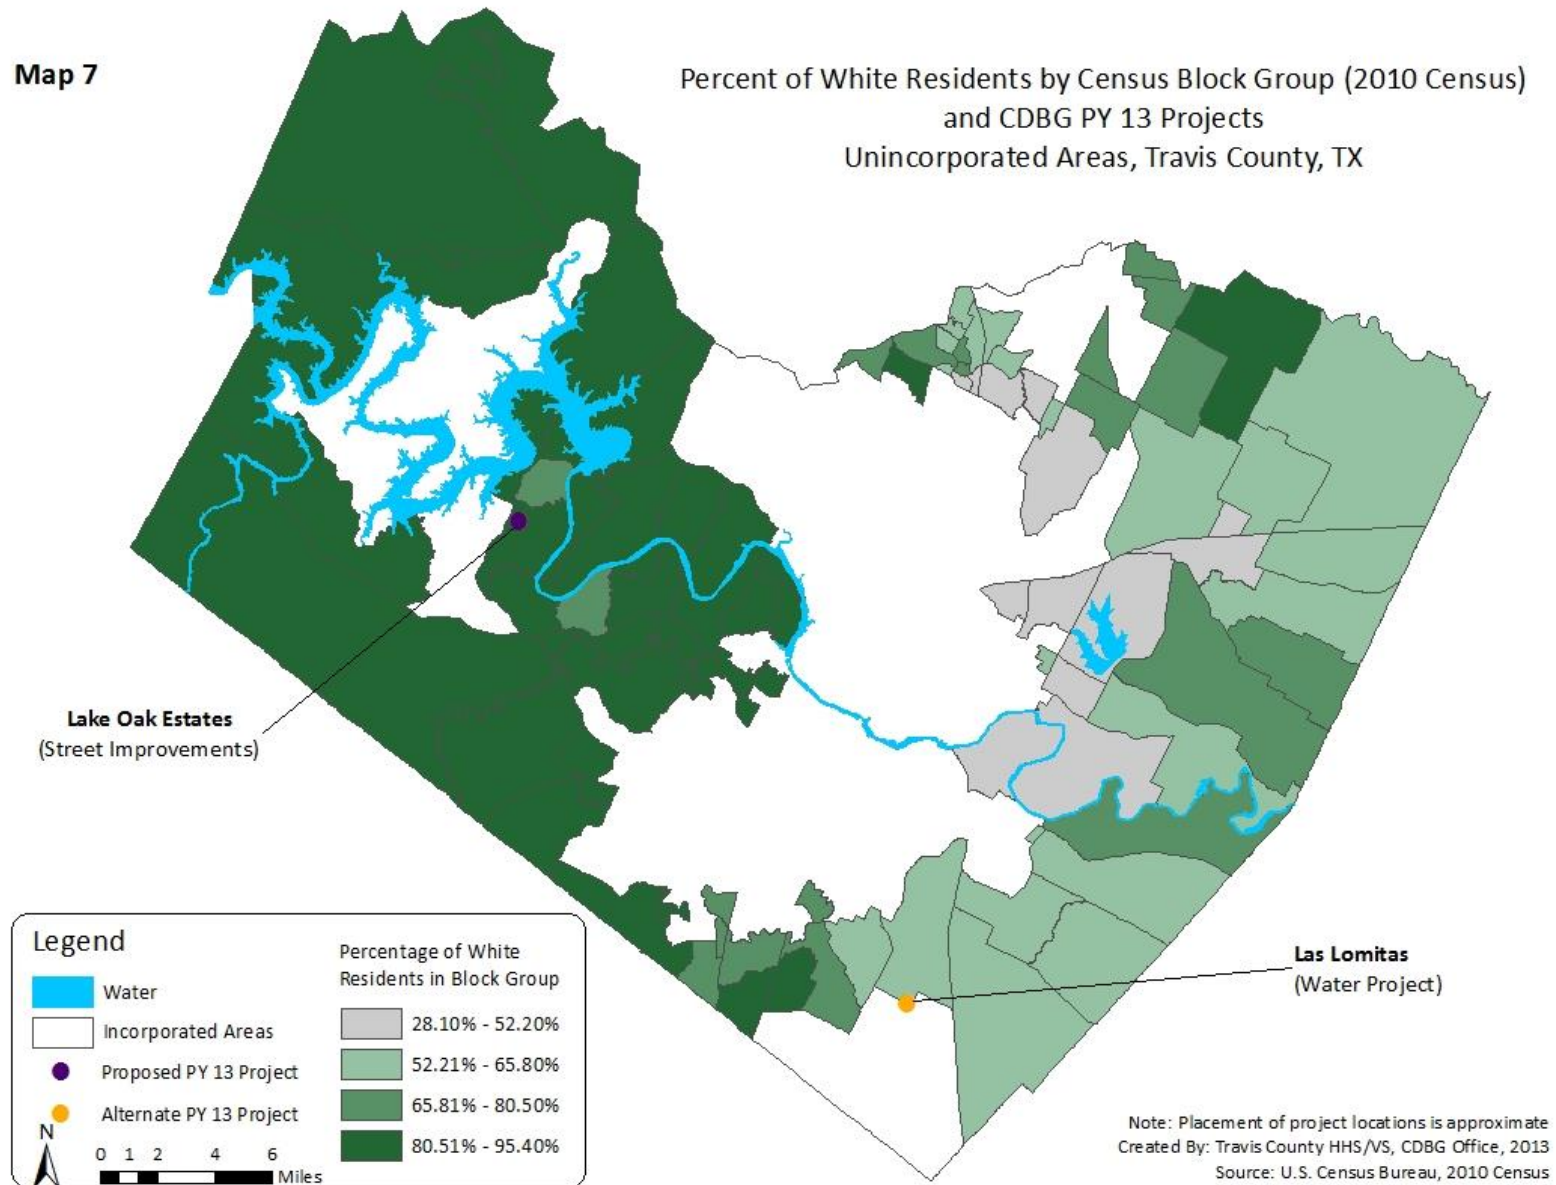 Map 7
Percent of White Residents by Census Block Group (2010 Census)
and CDBG PY 13 Projects
Unincorporated Areas, Travis County, TX
Lake Oak Estates
(Street Improvements)
Las Lomitas
(Water Project)
Legend
Water
Incorporated Areas
Proposed PY 13 Project
Alternate PY 13 Project
N
0 1 2 4 6
Miles
Percentage of White
Residents in Block Group
28.10% - 52.20%
52.21% - 65.80%
65.81% - 80.50%
80.51% - 95.40%
Note: Placement of project locations is approximate
Created By: Travis County HHS/VS, CDBG Office, 2013
Source: U.S. Census Bureau, 2010 Census